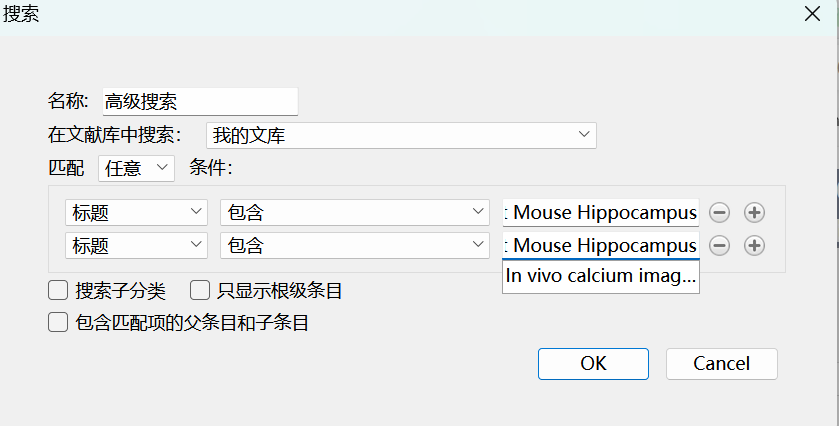 搜索
名称: 高级搜索
在文献库中搜索: 我的文库
匹配 任意 条件:
标题 包含 : Mouse Hippocampus
标题 包含 : Mouse Hippocampus
In vivo calcium imag...
搜索子分类 只显示根级条目
包含匹配项的父条目和子条目
OK Cancel